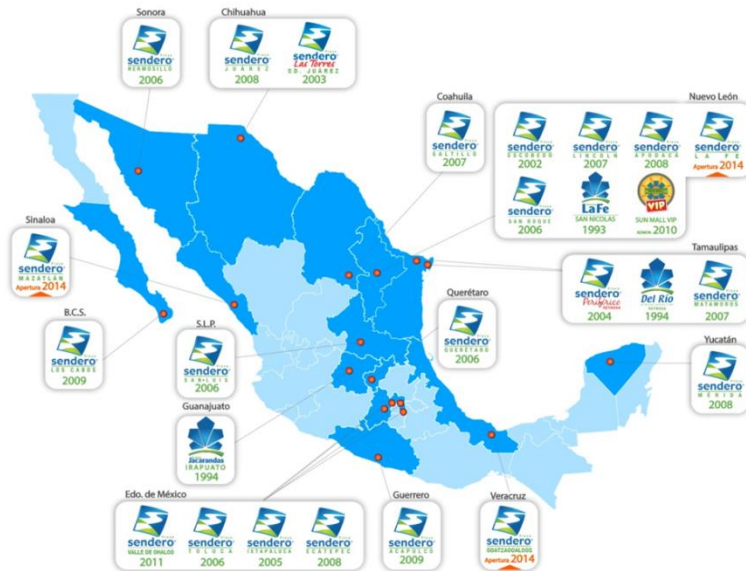 Sonora
sendero
HERMOSILLO
2006
Chihuahua
sendero
JUÁREZ
2008
sendero
Las Torres
CD. JUÁREZ
2003
Coahuila
sendero
SALTILLO
2007
Nuevo León
sendero
ESCOBEDO
2002
sendero
LINCOLN
2007
sendero
APODACA
2008
sendero
LA FE
Apertura 2014
sendero
SAN ROQUE
2006
LaFe
SAN NICOLÁS
1993
VIP
SUN MALL VIP
2010
Sinaloa
sendero
MAZATLÁN
Apertura 2014
Tamaulipas
sendero
Periférico
2004
Del Río
1994
sendero
MATAMOROS
2007
B.C.S.
sendero
LOS CABOS
2009
S.L.P.
sendero
SAN LUIS
2006
Querétaro
sendero
QUERÉTARO
2006
Yucatán
sendero
MÉRIDA
2008
Guanajuato
Jacarandas
IRAPUATO
1994
Edo. de México
sendero
VALLE DE CHALCO
2011
sendero
TOLUCA
2006
sendero
IXTAPALUCA
2005
sendero
ECATEPEC
2008
Guerrero
sendero
ACAPULCO
2009
Veracruz
sendero
COATZACOALCOS
Apertura 2014